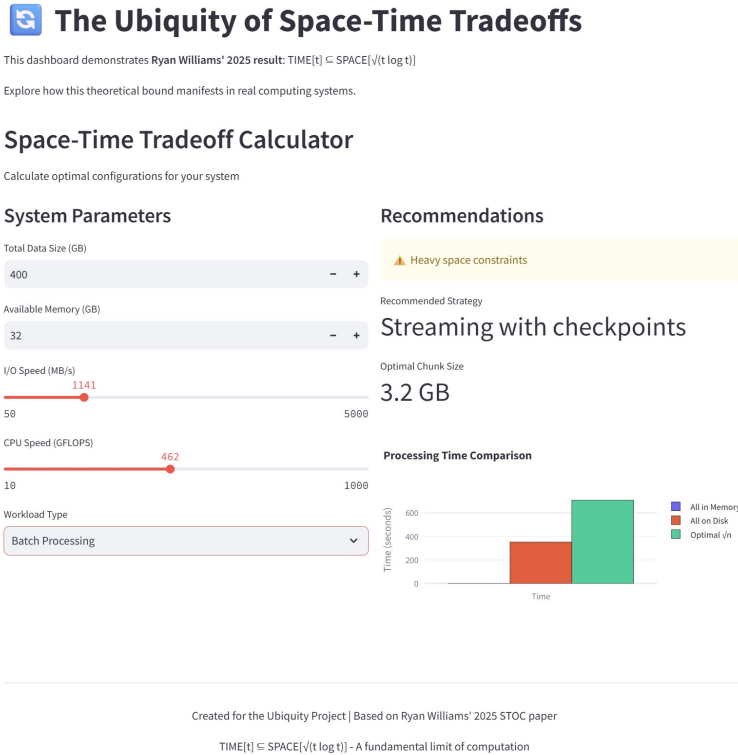 The Ubiquity of Space-Time Tradeoffs
This dashboard demonstrates Ryan Williams' 2025 result: TIME[t] ⊆ SPACE[√(t log t)]
Explore how this theoretical bound manifests in real computing systems.
Space-Time Tradeoff Calculator
Calculate optimal configurations for your system
System Parameters
Total Data Size (GB)
400
− +
Available Memory (GB)
32
− +
I/O Speed (MB/s)
1141
50
5000
CPU Speed (GFLOPS)
462
10
1000
Workload Type
Batch Processing
Recommendations
Heavy space constraints
Recommended Strategy
Streaming with checkpoints
Optimal Chunk Size
3.2 GB
Processing Time Comparison
Time (seconds)
600
400
200
0
Time
All in Memory
All on Disk
Optimal √n
Created for the Ubiquity Project | Based on Ryan Williams' 2025 STOC paper
TIME[t] ⊆ SPACE[√(t log t)] - A fundamental limit of computation